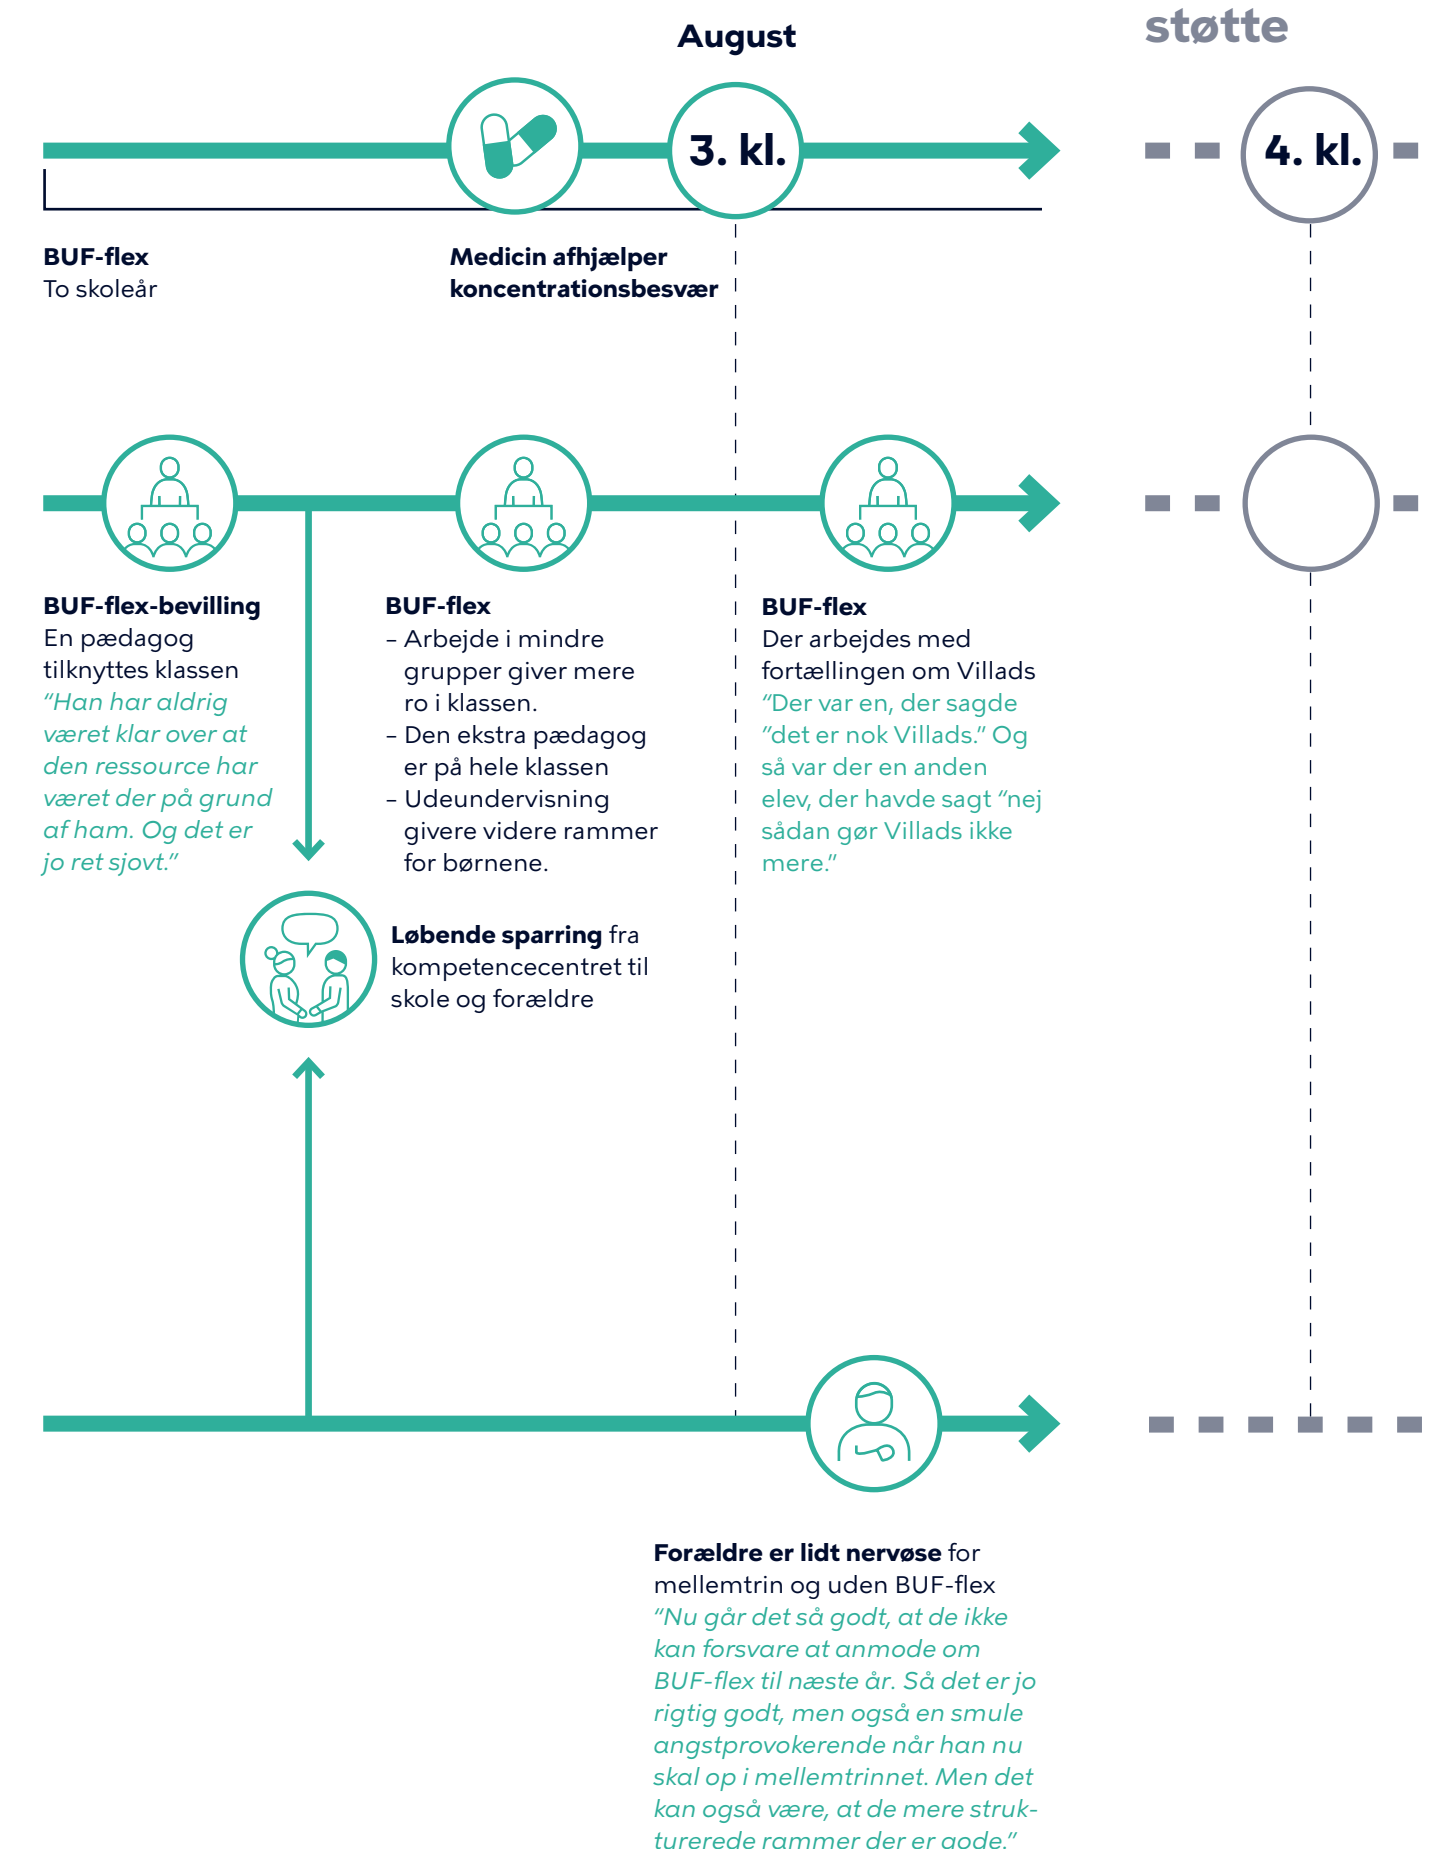 støtte
August
3. kl.
4. kl.
BUF-flex
To skoleår
Medicin afhjælper
koncentrationsbesvær
BUF-flex-bevilling
En pædagog
tilknyttes klassen
“Han har aldrig
været klar over at
den ressource har
været der på grund
af ham. Og det er
jo ret sjovt.”
BUF-flex
– Arbejde i mindre
grupper giver mere
ro i klassen.
– Den ekstra pædagog
er på hele klassen
– Udeundervisning
givere videre rammer
for børnene.
BUF-flex
Der arbejdes med
fortællingen om Villads
“Der var en, der sagde
”det er nok Villads.” Og
så var der en anden
elev, der havde sagt “nej
sådan gør Villads ikke
mere.”
Løbende sparring fra
kompetencecentret til
skole og forældre
Forældre er lidt nervøse for
mellemtrin og uden BUF-flex
“Nu går det så godt, at de ikke
kan forsvare at anmode om
BUF-flex til næste år. Så det er jo
rigtig godt, men også en smule
angstprovokerende når han nu
skal op i mellemtrinnet. Men det
kan også være, at de mere struk-
turerede rammer der er gode.”